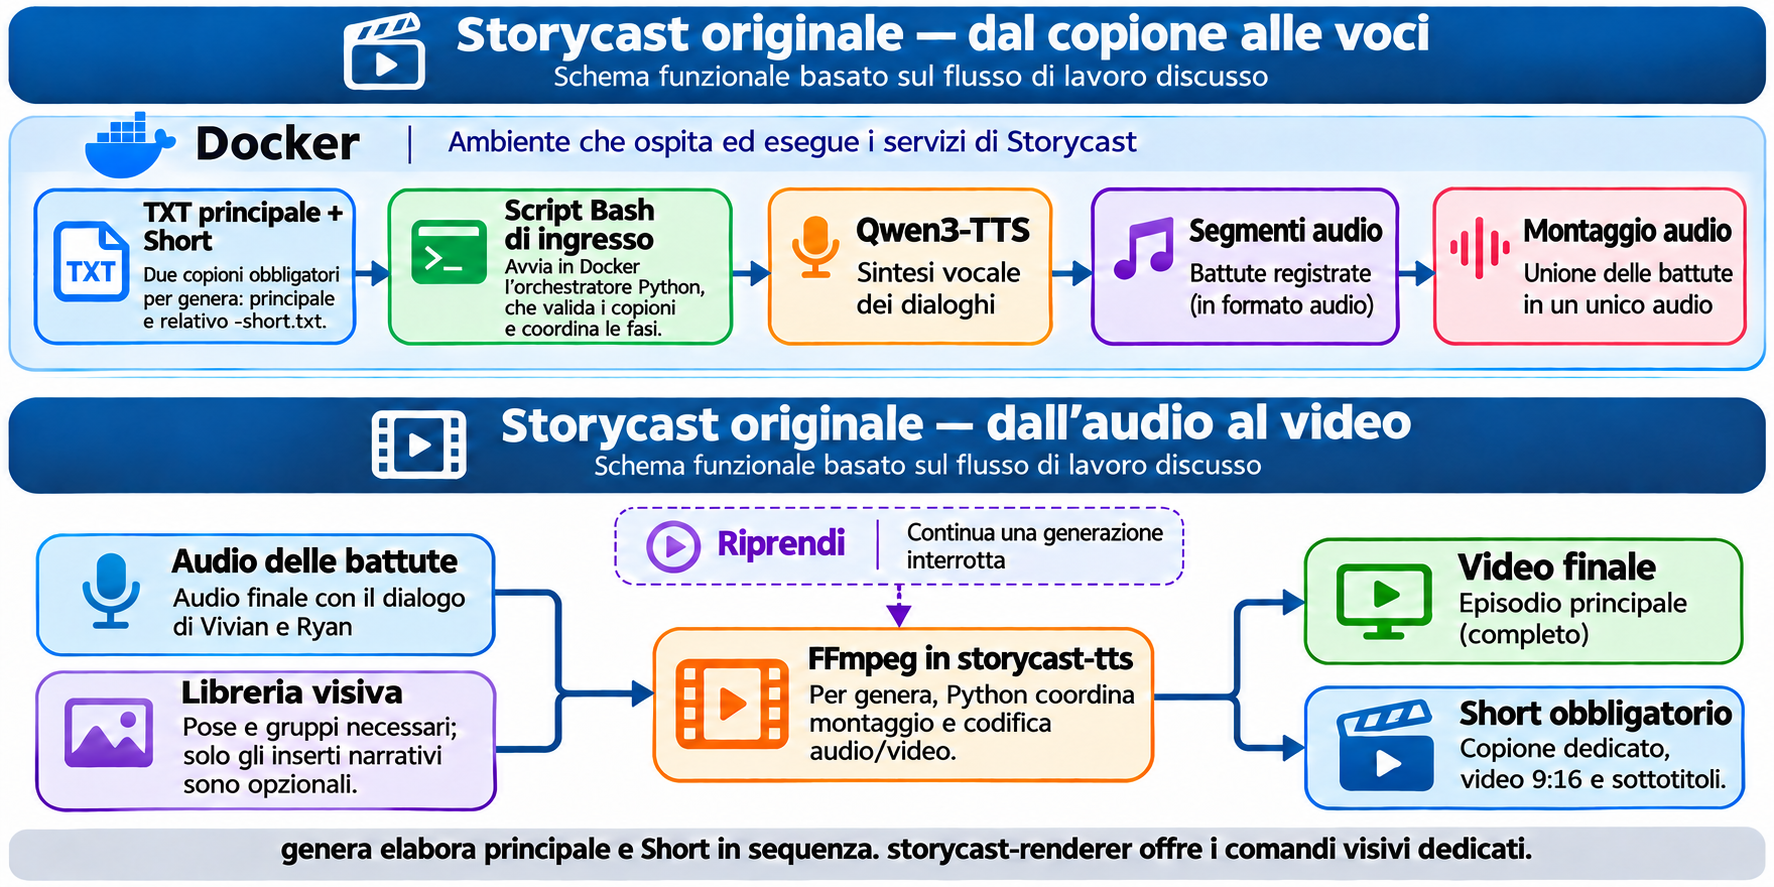 Storycast originale — dal copione alle voci
Schema funzionale basato sul flusso di lavoro discusso
Docker
Ambiente che ospita ed esegue i servizi di Storycast
TXT
TXT principale +
Short
Due copioni obbligatori
per genera: principale
e relativo -short.txt.
Script Bash
di ingresso
Avvia in Docker
l’orchestratore Python,
che valida i copioni
e coordina le fasi.
Qwen3-TTS
Sintesi vocale
dei dialoghi
Segmenti audio
Battute registrate
(in formato audio)
Montaggio audio
Unione delle battute
in un unico audio
Storycast originale — dall’audio al video
Schema funzionale basato sul flusso di lavoro discusso
Riprendi
Continua una generazione
interrotta
Audio delle battute
Audio finale con il dialogo
di Vivian e Ryan
Libreria visiva
Pose e gruppi necessari;
solo gli inserti narrativi
sono opzionali.
FFmpeg in storycast-tts
Per genera, Python coordina
montaggio e codifica
audio/video.
Video finale
Episodio principale
(completo)
Short obbligatorio
Copione dedicato,
video 9:16 e sottotitoli.
genera elabora principale e Short in sequenza. storycast-renderer offre i comandi visivi dedicati.